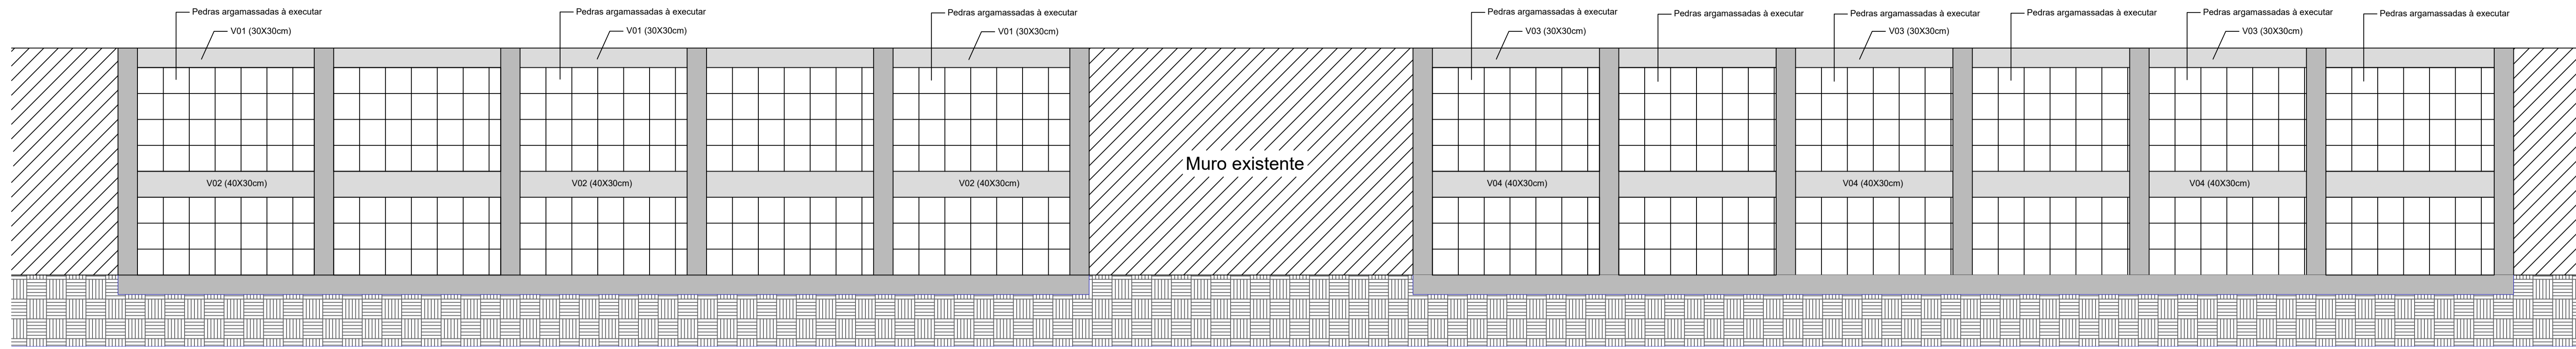 Pedras argamassadas à executar
Pedras argamassadas à executar
Pedras argamassadas à executar
Pedras argamassadas à executar
Pedras argamassadas à executar
Pedras argamassadas à executar
Pedras argamassadas à executar
Pedras argamassadas à executar
Pedras argamassadas à executar
V01 (30X30cm)
V01 (30X30cm)
V01 (30X30cm)
V03 (30X30cm)
V03 (30X30cm)
V03 (30X30cm)
Muro existente
V02 (40X30cm)
V02 (40X30cm)
V02 (40X30cm)
V04 (40X30cm)
V04 (40X30cm)
V04 (40X30cm)